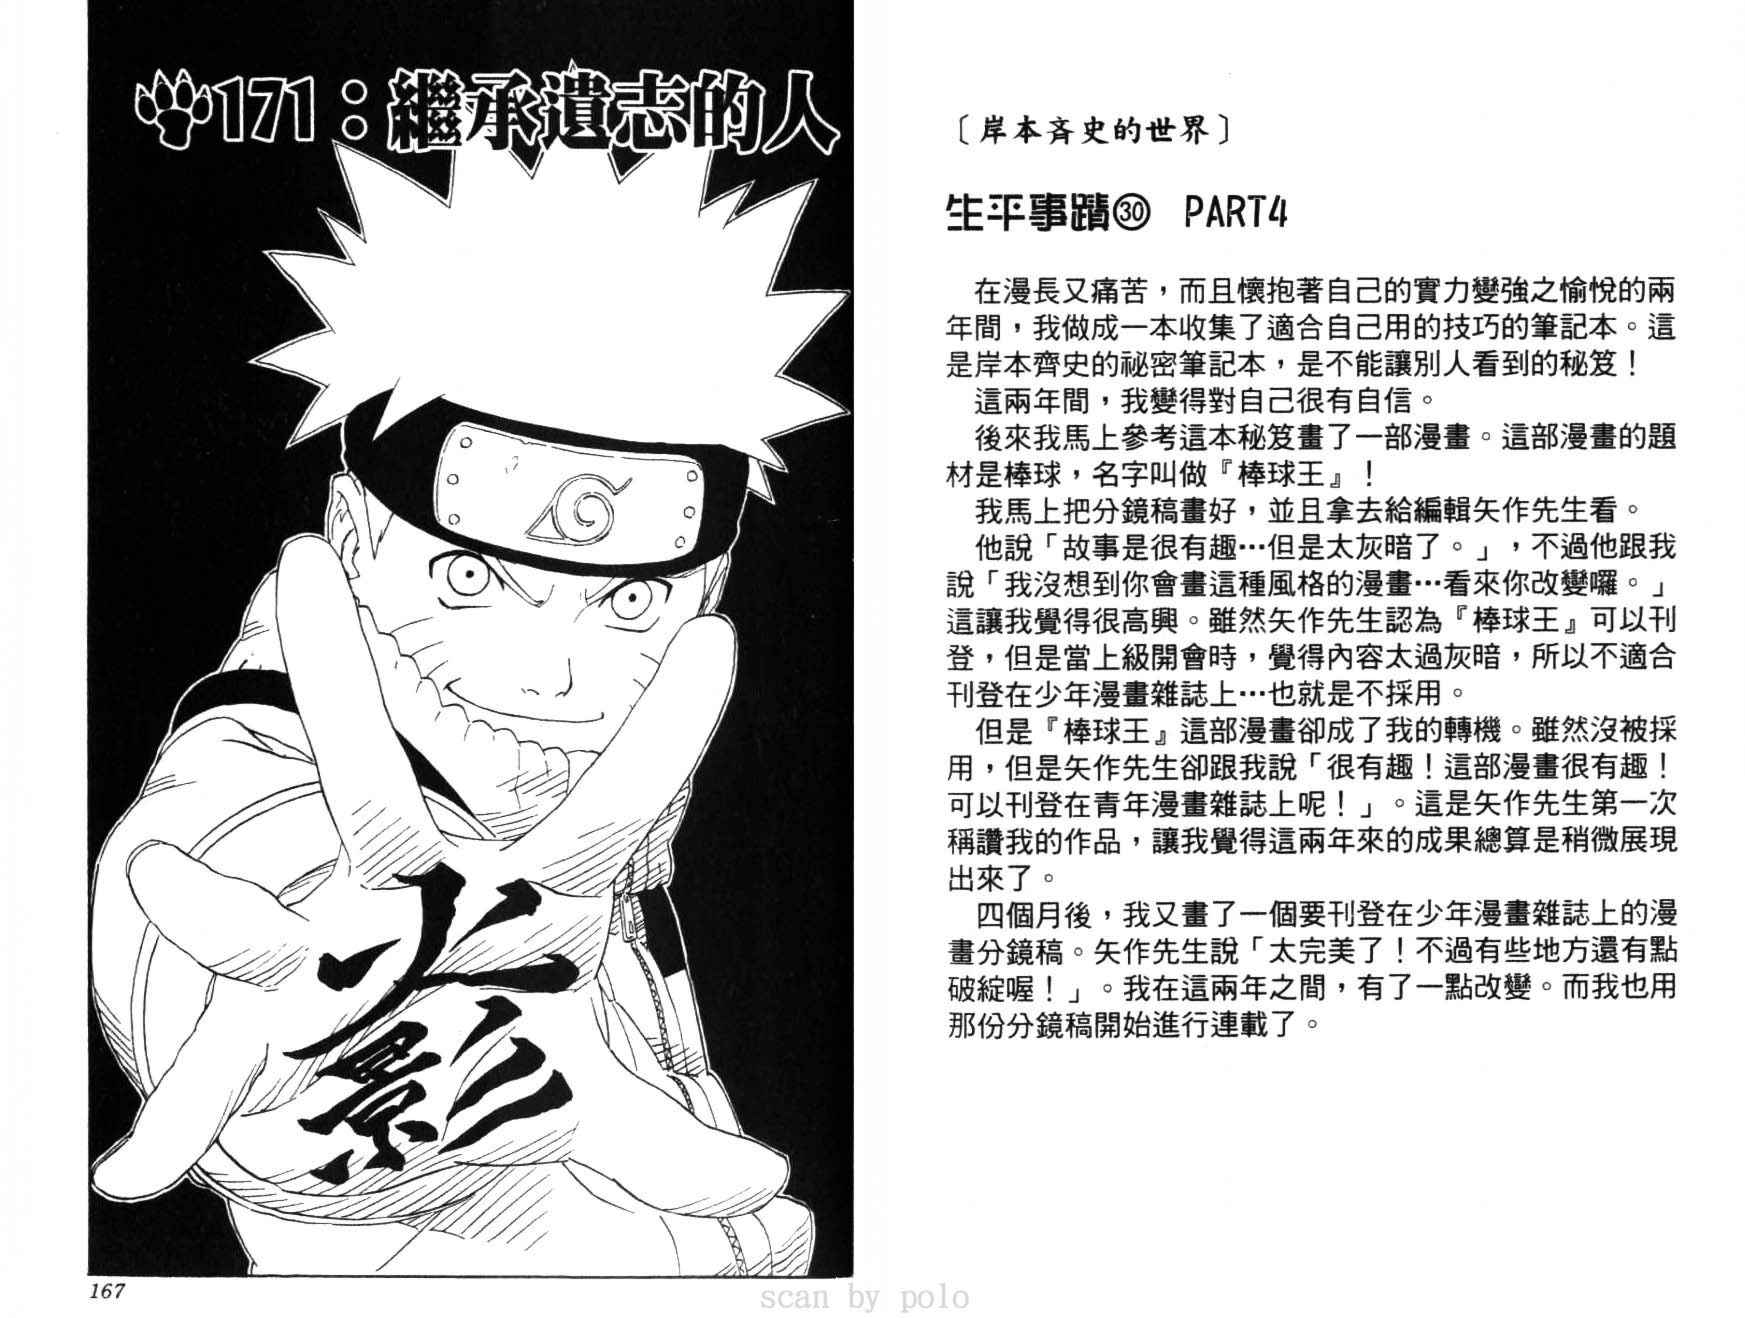 171：繼承遺志的人
火影
167
〔岸本斉史的世界〕
生平事蹟㉚ PART4
在漫長又痛苦，而且懷抱著自己的實力變強之愉悅的兩
年間，我做成一本收集了適合自己用的技巧的筆記本。這
是岸本齊史的祕密筆記本，是不能讓別人看到的秘笈！
這兩年間，我變得對自己很有自信。
後來我馬上參考這本秘笈畫了一部漫畫。這部漫畫的題
材是棒球，名字叫做『棒球王』！
我馬上把分鏡稿畫好，並且拿去給編輯矢作先生看。
他說「故事是很有趣…但是太灰暗了。」，不過他跟我
說「我沒想到你會畫這種風格的漫畫…看來你改變囉。」
這讓我覺得很高興。雖然矢作先生認為『棒球王』可以刊
登，但是當上級開會時，覺得內容太過灰暗，所以不適合
刊登在少年漫畫雜誌上…也就是不採用。
但是『棒球王』這部漫畫卻成了我的轉機。雖然沒被採
用，但是矢作先生卻跟我說「很有趣！這部漫畫很有趣！
可以刊登在青年漫畫雜誌上呢！」。這是矢作先生第一次
稱讚我的作品，讓我覺得這兩年來的成果總算是稍微展現
出來了。
四個月後，我又畫了一個要刊登在少年漫畫雜誌上的漫
畫分鏡稿。矢作先生說「太完美了！不過有些地方還有點
破綻喔！」。我在這兩年之間，有了一點改變。而我也用
那份分鏡稿開始進行連載了。
scan by polo